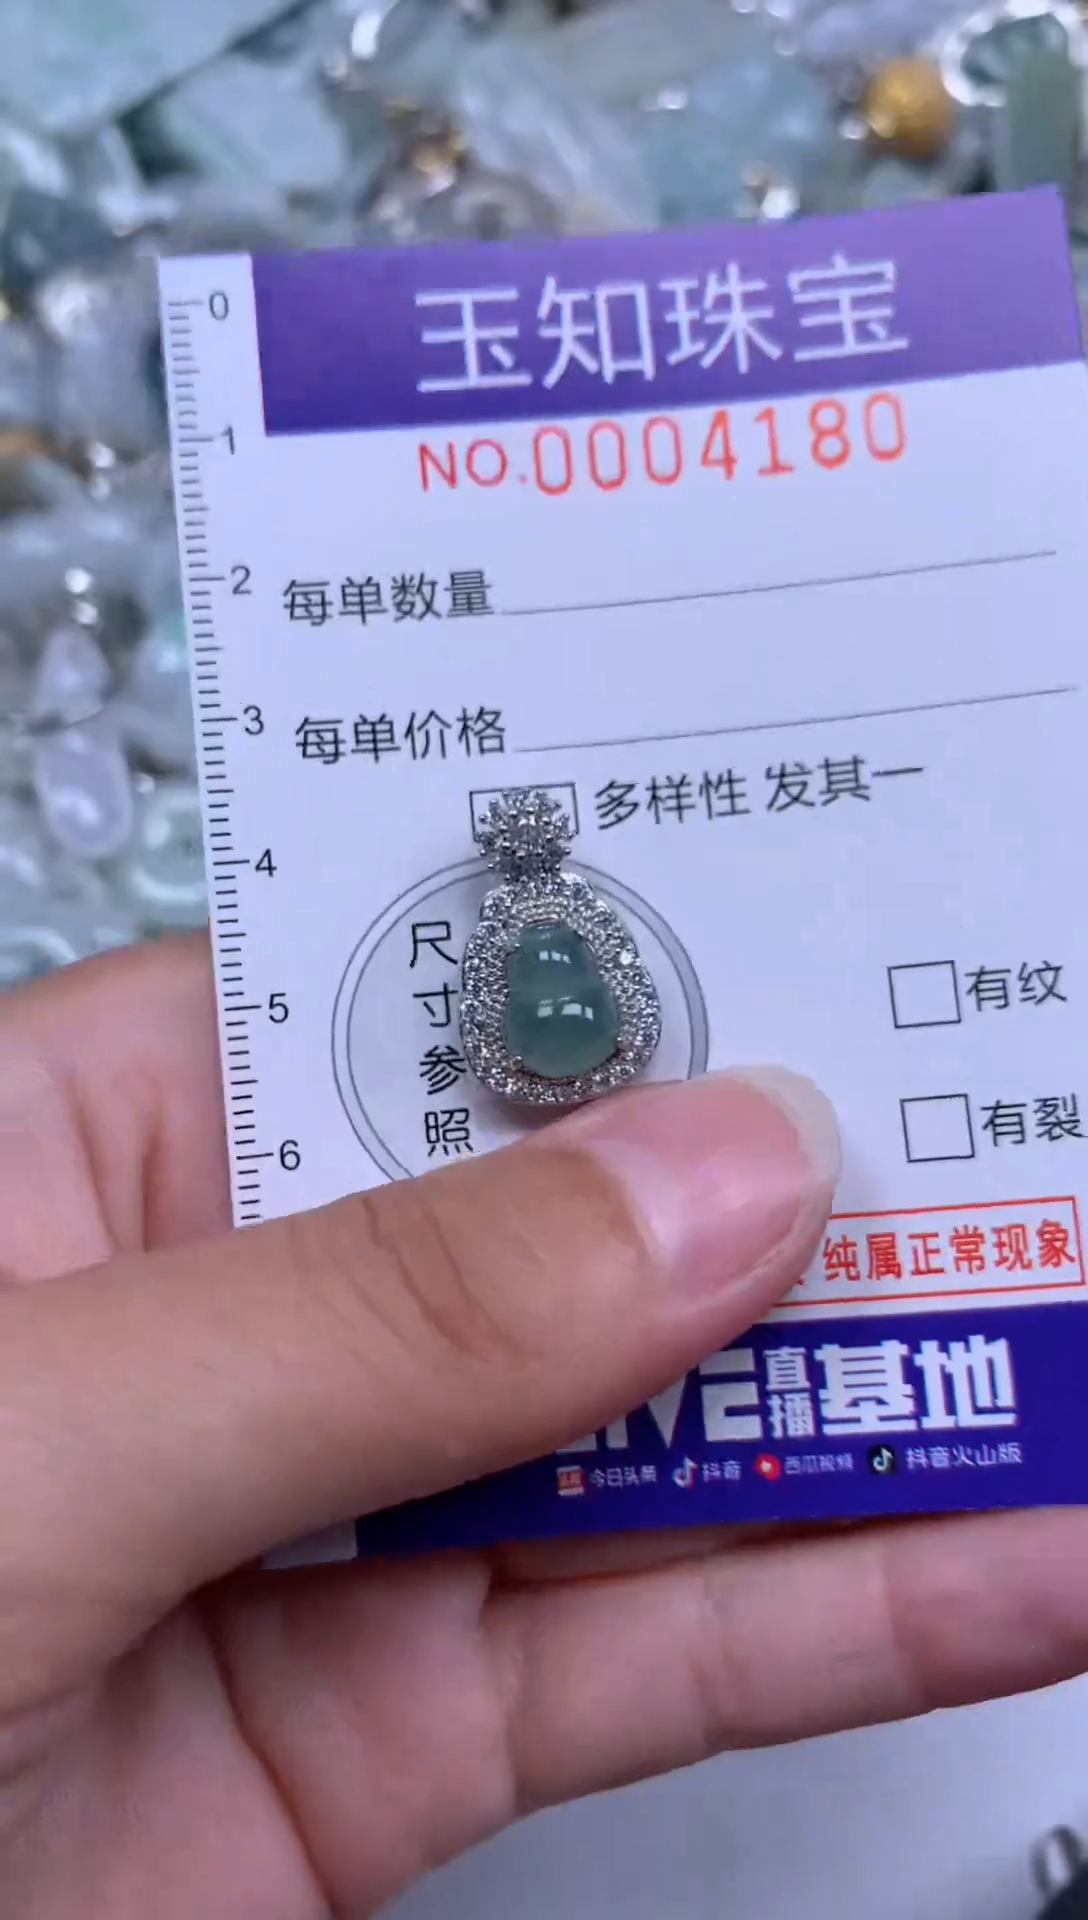 玉知珠宝
NO.0004180
0
1
2
3
4
5
6
每单数量
每单价格
多样性 发其一
尺寸参照
有纹
有裂
纯属正常现象
直播基地
今日头条 抖音 西瓜视频 抖音火山版